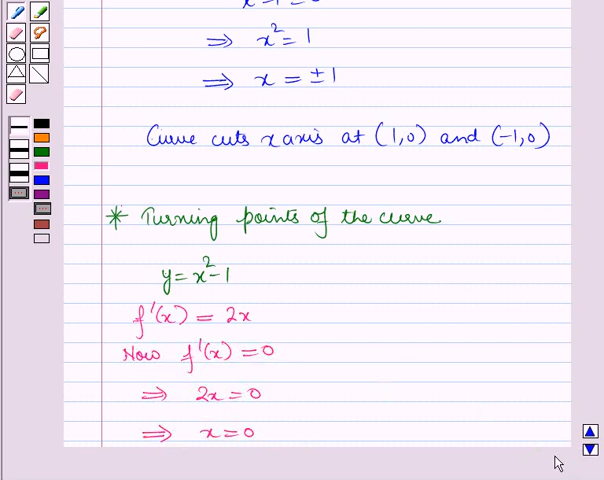 ⇒ x² = 1
⇒ x = ±1
Curve cuts x axis at (1,0) and (-1,0)
* Turning points of the curve
y = x² - 1
f'(x) = 2x
Now f'(x) = 0
⇒ 2x = 0
⇒ x = 0